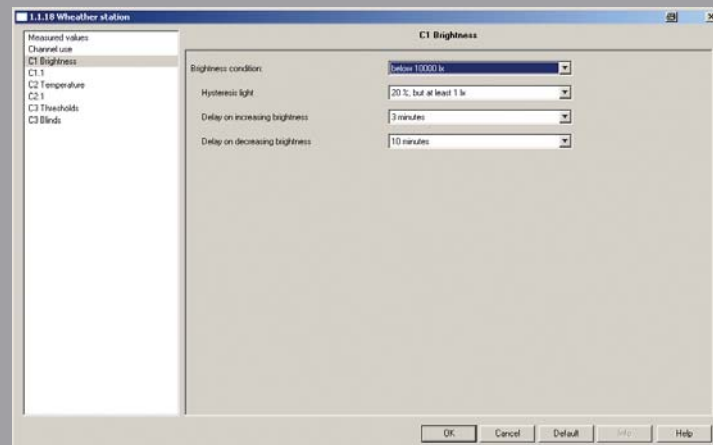 1.1.18 Wheather station
Measured values
Channel use
C1 Brightness
C1.1
C2 Temperature
C2.1
C3 Thresholds
C3 Blinds
C1 Brightness
Brightness condition: below 10000 lx
Hysteresis light 20 %, but at least 1 lx
Delay on increasing brightness 3 minutes
Delay on decreasing brightness 10 minutes
OK Cancel Default Info Help